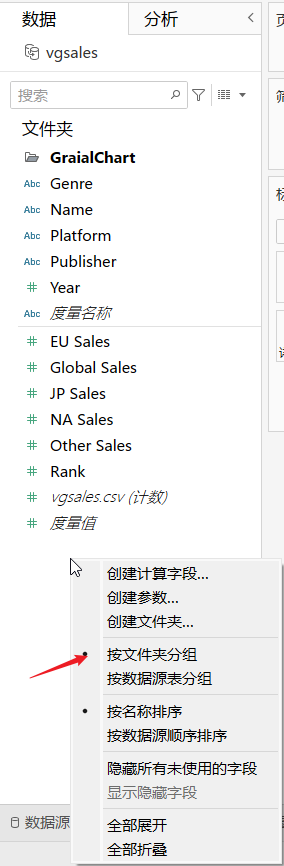 数据
分析
vgsales
搜索
文件夹
GraialChart
Abc Genre
Abc Name
Abc Platform
Abc Publisher
Year
Abc 度量名称
EU Sales
Global Sales
JP Sales
NA Sales
Other Sales
Rank
vgsales.csv (计数)
度量值
创建计算字段...
创建参数...
创建文件夹...
按文件夹分组
按数据源表分组
按名称排序
按数据源顺序排序
隐藏所有未使用的字段
显示隐藏字段
全部展开
全部折叠
数据源